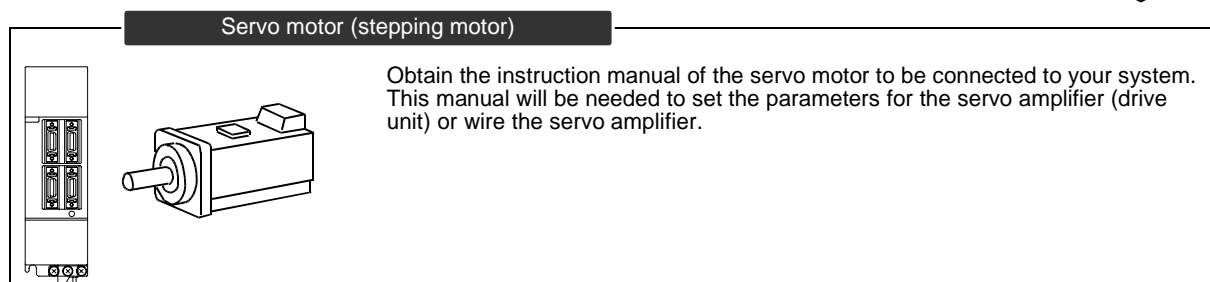 Servo motor (stepping motor)
Obtain the instruction manual of the servo motor to be connected to your system.
This manual will be needed to set the parameters for the servo amplifier (drive
unit) or wire the servo amplifier.